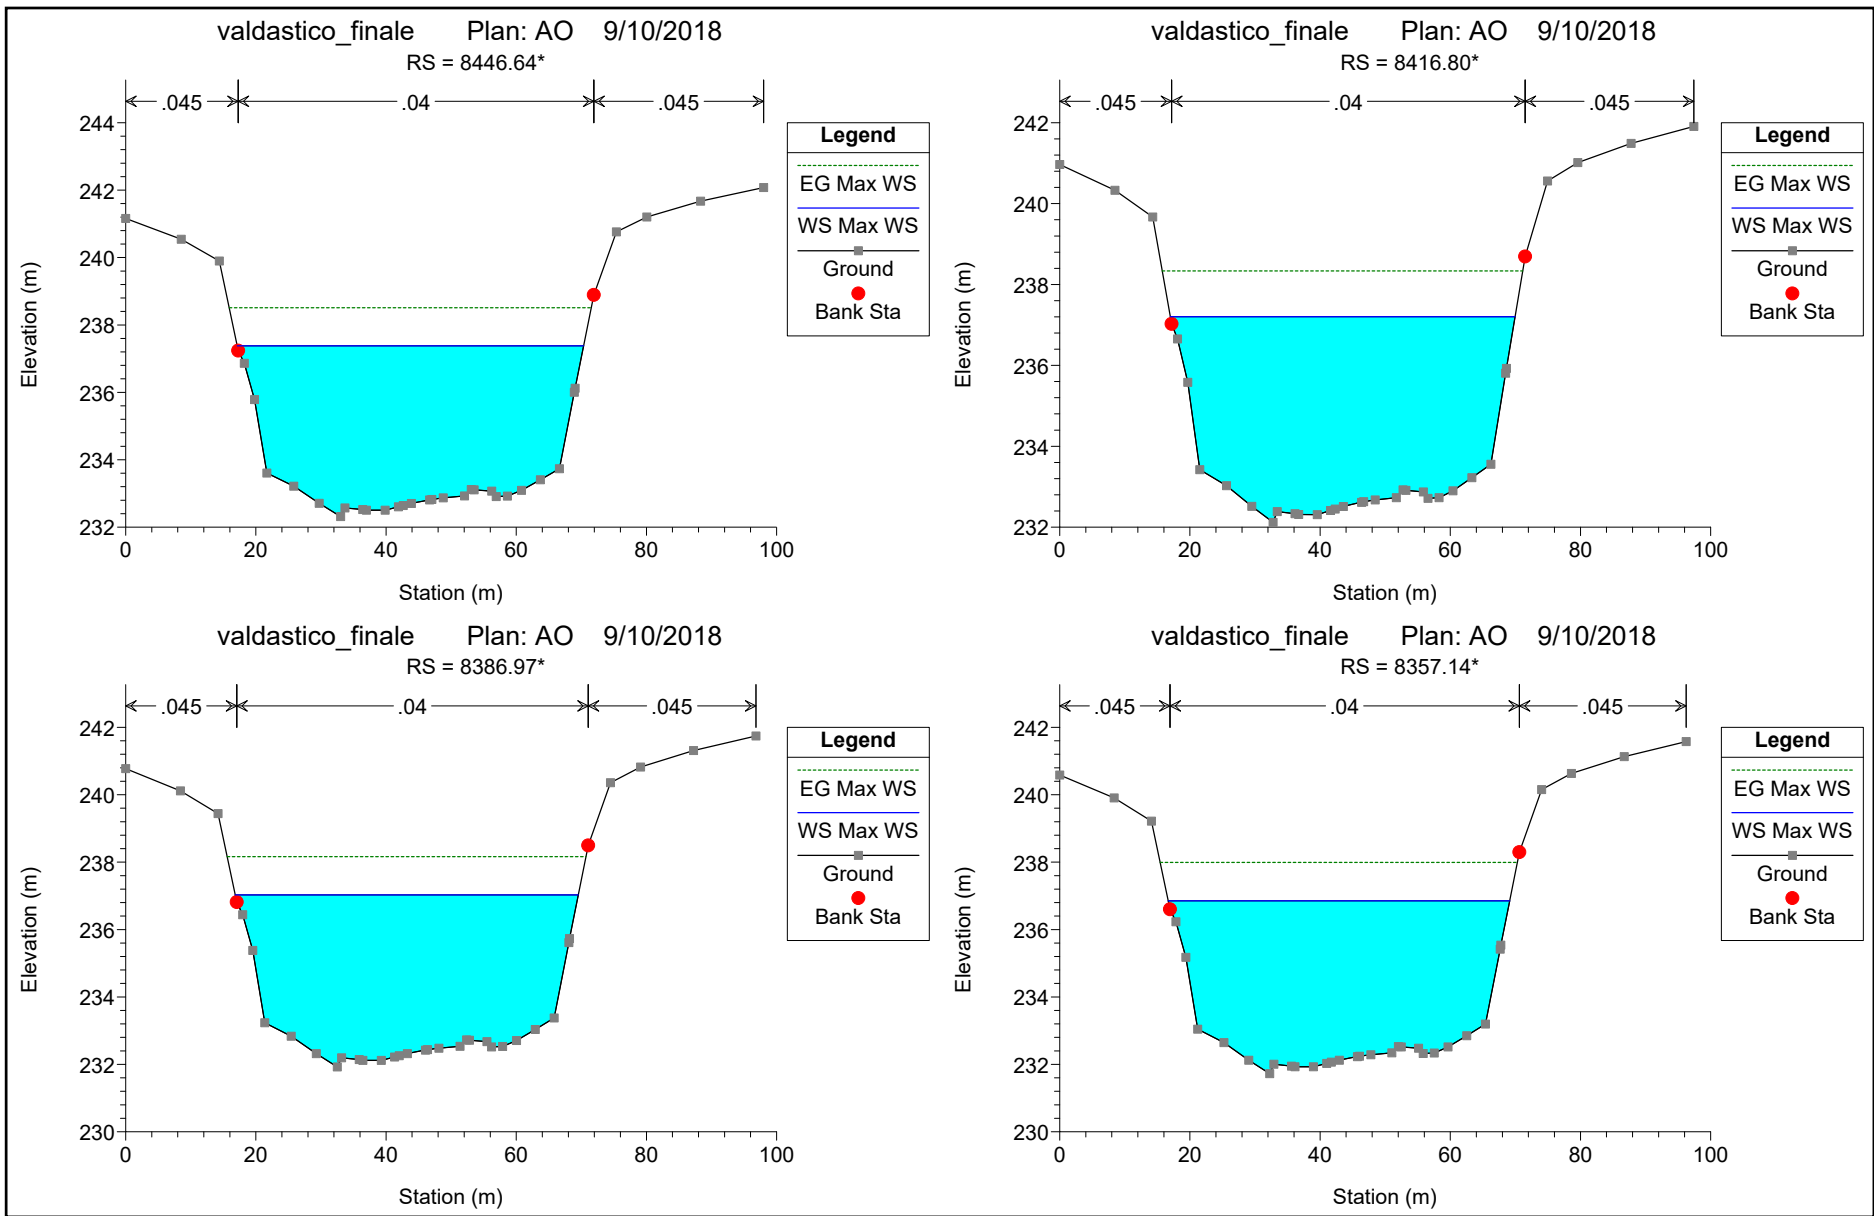 valdastico_finale Plan: AO 9/10/2018
RS = 8446.64*
.045 .04 .045
Elevation (m)
244
242
240
238
236
234
232
0 20 40 60 80 100
Station (m)
Legend
EG Max WS
WS Max WS
Ground
Bank Sta
valdastico_finale Plan: AO 9/10/2018
RS = 8416.80*
.045 .04 .045
Elevation (m)
242
240
238
236
234
232
0 20 40 60 80 100
Station (m)
Legend
EG Max WS
WS Max WS
Ground
Bank Sta
valdastico_finale Plan: AO 9/10/2018
RS = 8386.97*
.045 .04 .045
Elevation (m)
242
240
238
236
234
232
230
0 20 40 60 80 100
Station (m)
Legend
EG Max WS
WS Max WS
Ground
Bank Sta
valdastico_finale Plan: AO 9/10/2018
RS = 8357.14*
.045 .04 .045
Elevation (m)
242
240
238
236
234
232
230
0 20 40 60 80 100
Station (m)
Legend
EG Max WS
WS Max WS
Ground
Bank Sta